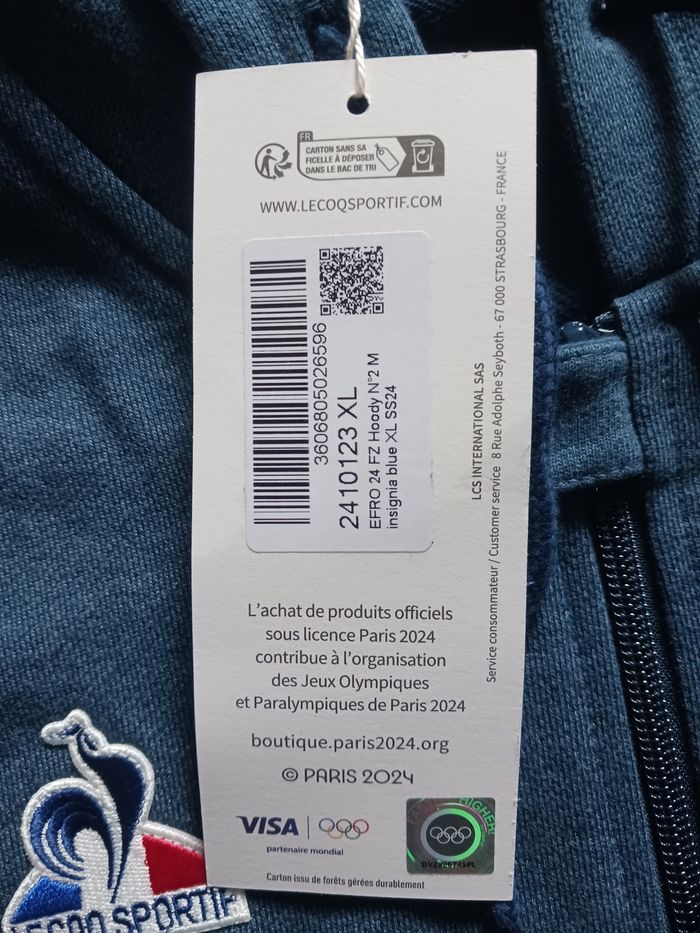 FR
CARTON SANS SA
FICELLE À DÉPOSER
DANS LE BAC DE TRI
WWW.LECOQSPORTIF.COM
3606805026596
2410123 XL
EFRO 24 FZ Hoody N°2 M
insignia blue XL SS24
LCS INTERNATIONAL SAS
Service consommateur / Customer service 8 Rue Adolphe Seyboth - 67 000 STRASBOURG - FRANCE
L'achat de produits officiels
sous licence Paris 2024
contribue à l'organisation
des Jeux Olympiques
et Paralympiques de Paris 2024
boutique.paris2024.org
© PARIS 2024
VISA
partenaire mondial
HIGHER
Carton issu de forêts gérées durablement
LE COQ SPORTIF